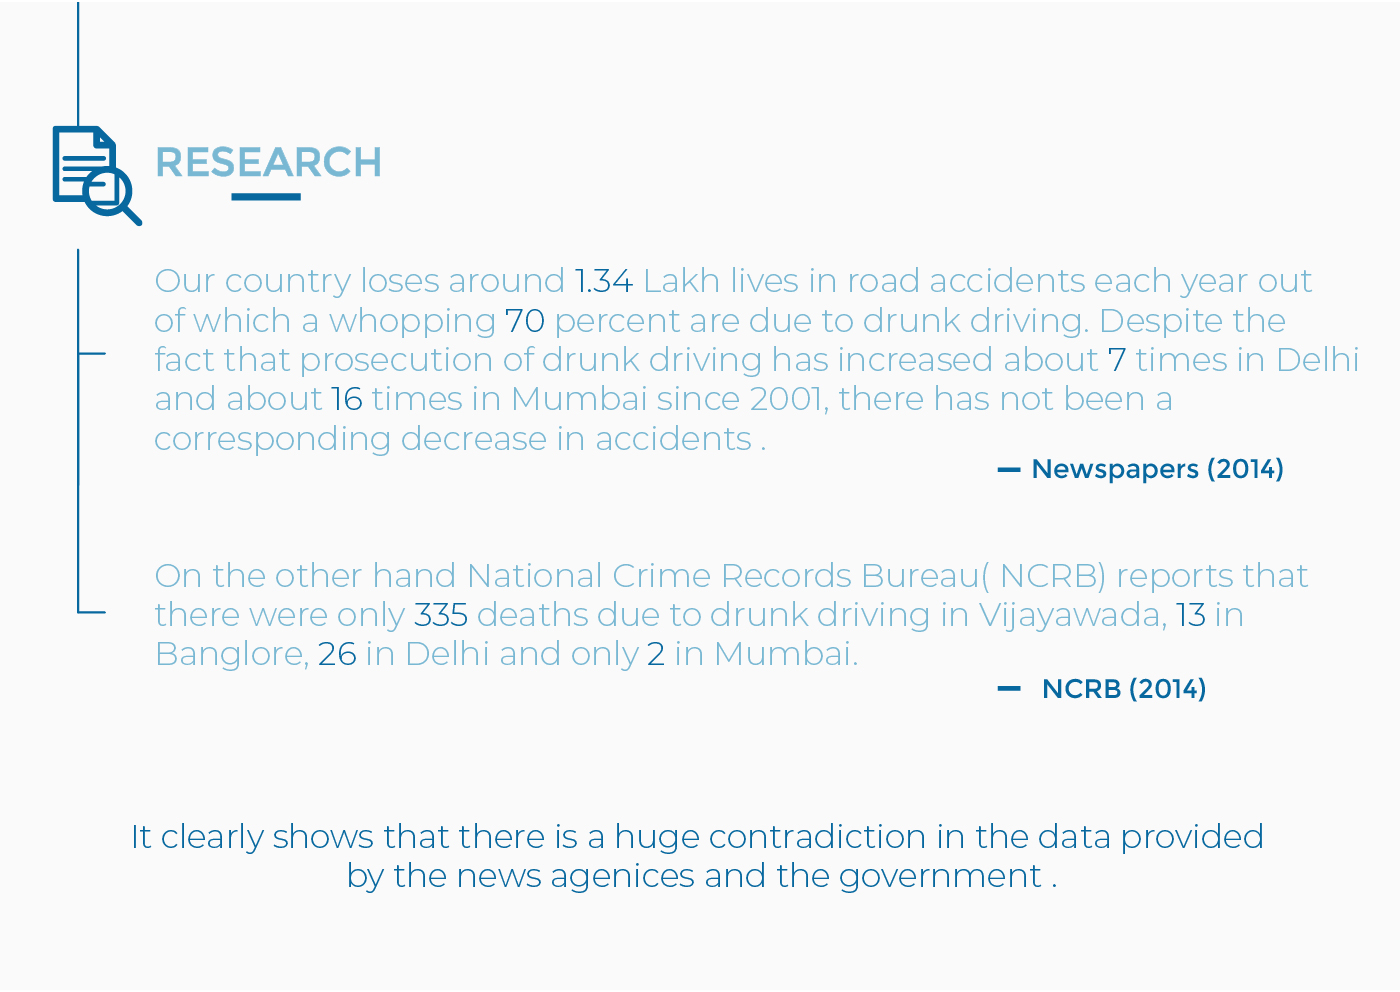 RESEARCH
Our country loses around 1.34 Lakh lives in road accidents each year out
of which a whopping 70 percent are due to drunk driving. Despite the
fact that prosecution of drunk driving has increased about 7 times in Delhi
and about 16 times in Mumbai since 2001, there has not been a
corresponding decrease in accidents .
— Newspapers (2014)
On the other hand National Crime Records Bureau( NCRB) reports that
there were only 335 deaths due to drunk driving in Vijayawada, 13 in
Banglore, 26 in Delhi and only 2 in Mumbai.
— NCRB (2014)
It clearly shows that there is a huge contradiction in the data provided
by the news agenices and the government .